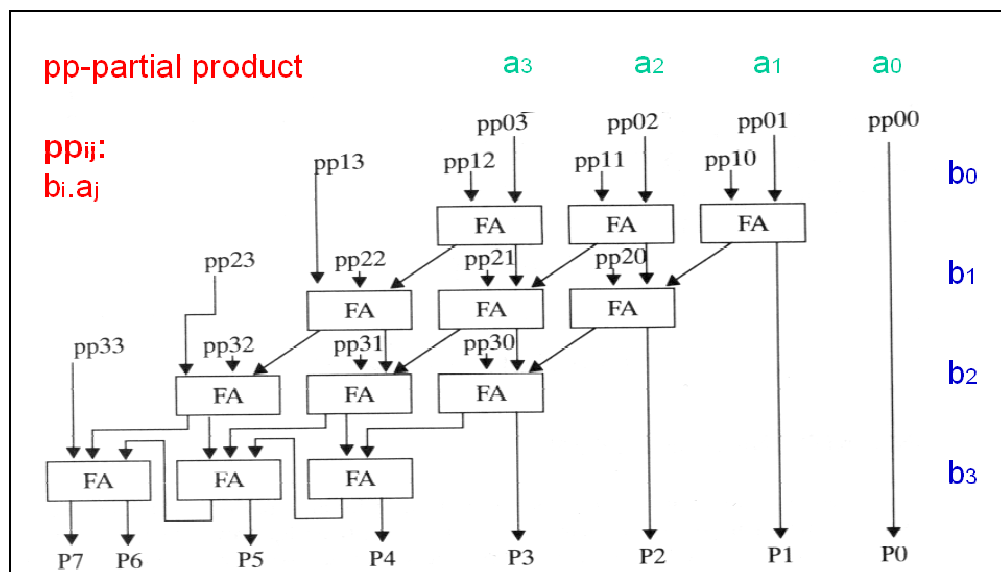 pp-partial product a3 a2 a1 a0
pp03 pp02 pp01 pp00
ppij: pp13 pp12 pp11 pp10
bi.aj b0
FA FA FA
pp23 pp22 pp21 pp20 b1
FA FA FA
pp33 pp32 pp31 pp30
FA FA FA b2
FA FA FA b3
P7 P6 P5 P4 P3 P2 P1 P0